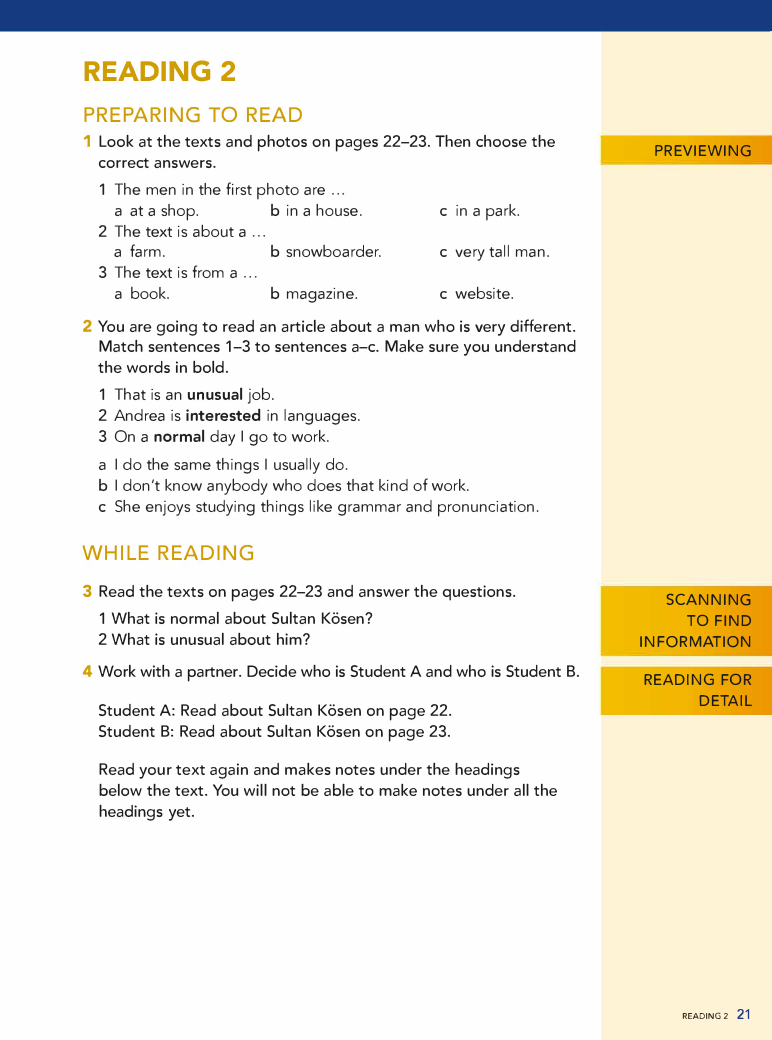 READING 2
PREPARING TO READ
1 Look at the texts and photos on pages 22–23. Then choose the
correct answers.
PREVIEWING
1 The men in the first photo are …
a at a shop. b in a house. c in a park.
2 The text is about a …
a farm. b snowboarder. c very tall man.
3 The text is from a …
a book. b magazine. c website.
2 You are going to read an article about a man who is very different.
Match sentences 1–3 to sentences a–c. Make sure you understand
the words in bold.
1 That is an unusual job.
2 Andrea is interested in languages.
3 On a normal day I go to work.
a I do the same things I usually do.
b I don't know anybody who does that kind of work.
c She enjoys studying things like grammar and pronunciation.
WHILE READING
3 Read the texts on pages 22–23 and answer the questions.
SCANNING
TO FIND
INFORMATION
1 What is normal about Sultan Kösen?
2 What is unusual about him?
4 Work with a partner. Decide who is Student A and who is Student B.
READING FOR
DETAIL
Student A: Read about Sultan Kösen on page 22.
Student B: Read about Sultan Kösen on page 23.
Read your text again and makes notes under the headings
below the text. You will not be able to make notes under all the
headings yet.
READING 2 21